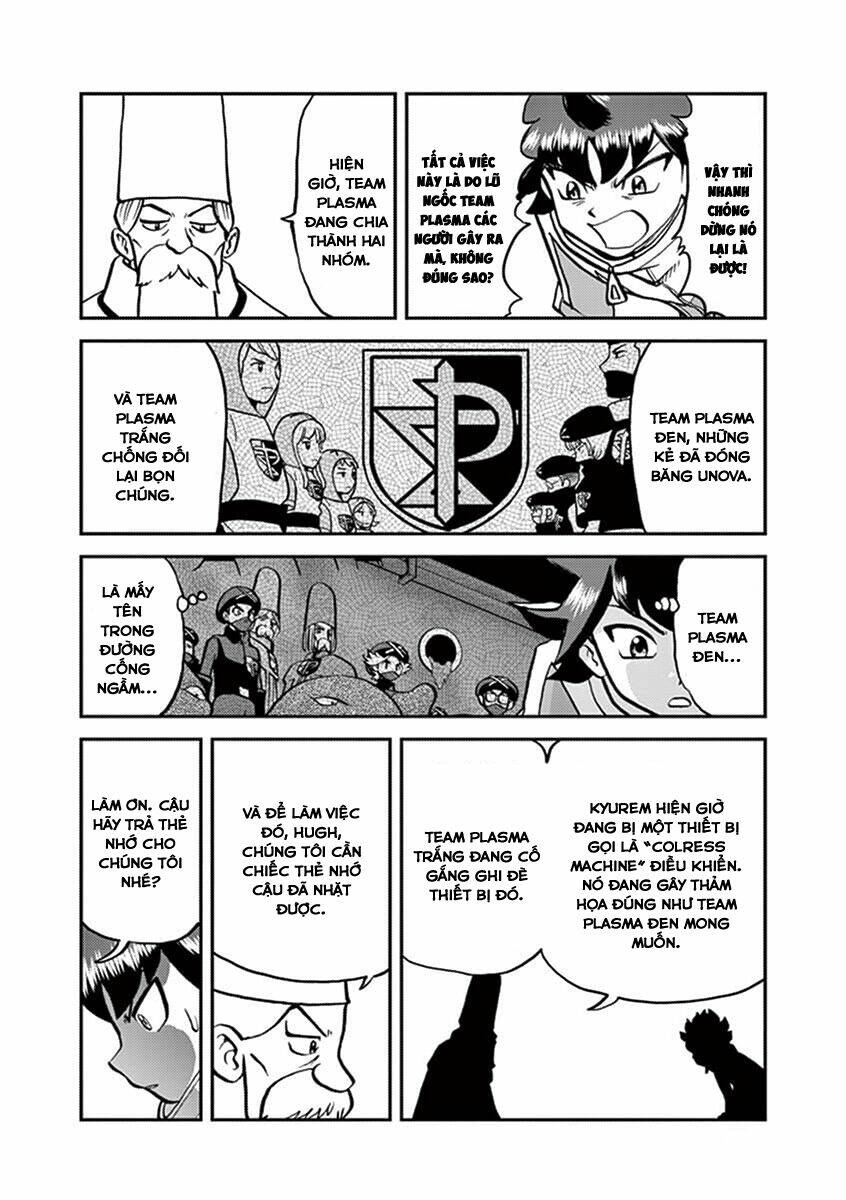 VẬY THÌ
NHANH
CHÓNG
DỪNG NÓ
LẠI LÀ
ĐƯỢC!
TẤT CẢ VIỆC
NÀY LÀ DO LŨ
NGỐC TEAM
PLASMA CÁC
NGƯỜI GÂY RA
MÀ, KHÔNG
ĐÚNG SAO?
HIỆN
GIỜ, TEAM
PLASMA
ĐANG CHIA
THÀNH HAI
NHÓM.
TEAM PLASMA
ĐEN, NHỮNG
KẺ ĐÃ ĐÓNG
BĂNG UNOVA.
VÀ TEAM
PLASMA
TRẮNG
CHỐNG ĐỐI
LẠI BỌN
CHÚNG.
TEAM
PLASMA
ĐEN...
LÀ MẤY
TÊN
TRONG
ĐƯỜNG
CỐNG
NGẦM...
KYUREM HIỆN GIỜ
ĐANG BỊ MỘT THIẾT BỊ
GỌI LÀ "COLRESS
MACHINE" ĐIỀU KHIỂN.
NÓ ĐANG GÂY THẢM
HỌA ĐÚNG NHƯ TEAM
PLASMA ĐEN MONG
MUỐN.
TEAM PLASMA
TRẮNG ĐANG CỐ
GẮNG GHI ĐÈ
THIẾT BỊ ĐÓ.
VÀ ĐỂ LÀM VIỆC
ĐÓ, HUGH,
CHÚNG TÔI CẦN
CHIẾC THẺ NHỚ
CẬU ĐÃ NHẶT
ĐƯỢC.
LÀM ƠN. CẬU
HÃY TRẢ THẺ
NHỚ CHO
CHÚNG TÔI
NHÉ?